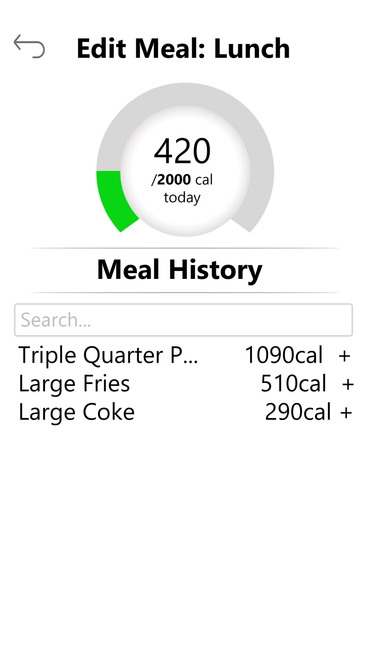 Edit Meal: Lunch
420
/2000 cal
today
Meal History
Search...
Triple Quarter P... 1090cal +
Large Fries 510cal +
Large Coke 290cal +